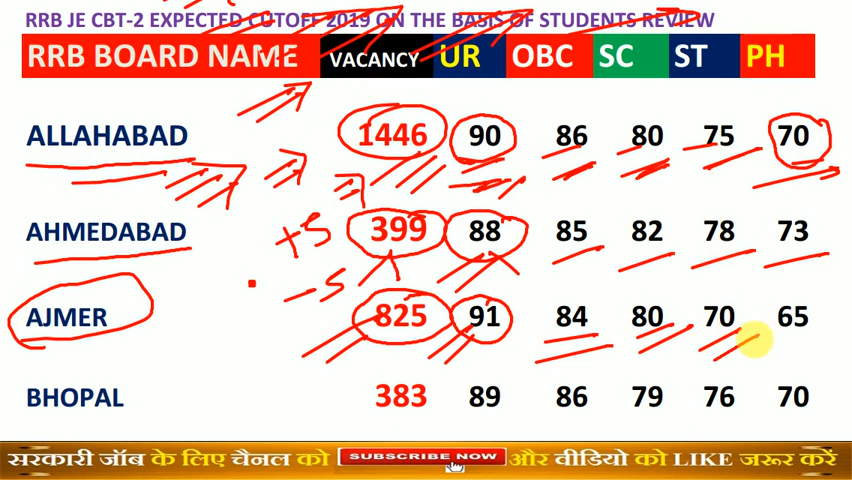 RRB JE CBT-2 EXPECTED CUTOFF 2019 ON THE BASIS OF STUDENTS REVIEW
RRB BOARD NAME VACANCY UR OBC SC ST PH
ALLAHABAD 1446 90 86 80 75 70
AHMEDABAD +5 399 88 85 82 78 73
-5
AJMER 825 91 84 80 70 65
BHOPAL 383 89 86 79 76 70
सरकारी जॉब के लिए चैनल को SUBSCRIBE NOW और वीडियो को LIKE जरूर करें